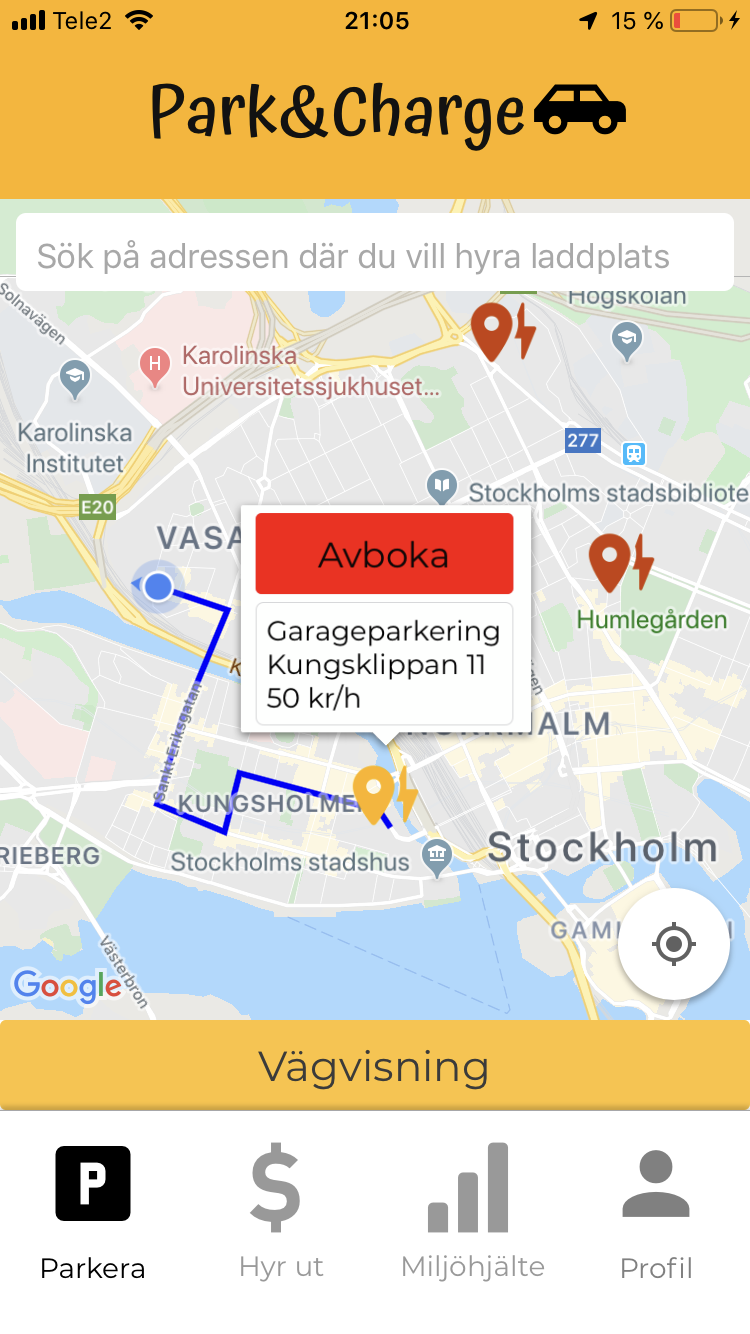 Tele2
21:05
15 %
Park&Charge
Sök på adressen där du vill hyra laddplats
Solnavägen
Högskolan
H
Karolinska
Universitetssjukhuset...
Karolinska
Institutet
277
Stockholms stadsbibliote
E20
VASA
Avboka
Garageparkering
Kungsklippan 11
50 kr/h
Humlegården
K
Sankt Eriksgatan
NORRMALM
KUNGSHOLME
Stockholms stadshus
RIEBERG
Stockholm
GAML
Västerbron
Google
Vägvisning
P
Parkera
$
Hyr ut
Miljöhjälte
Profil